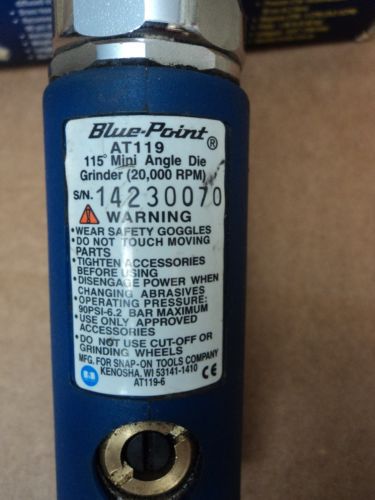 Blue-Point®
AT119
115° Mini Angle Die
Grinder (20,000 RPM)
S/N. 14230070
WARNING
•WEAR SAFETY GOGGLES
•DO NOT TOUCH MOVING
PARTS
•TIGHTEN ACCESSORIES
BEFORE USING
•DISENGAGE POWER WHEN
CHANGING ABRASIVES
•OPERATING PRESSURE:
90PSI-6.2 BAR MAXIMUM
•USE ONLY APPROVED
ACCESSORIES
•DO NOT USE CUT-OFF OR
GRINDING WHEELS
MFG. FOR SNAP-ON TOOLS COMPANY
KENOSHA, WI 53141-1410 CE
AT119-6